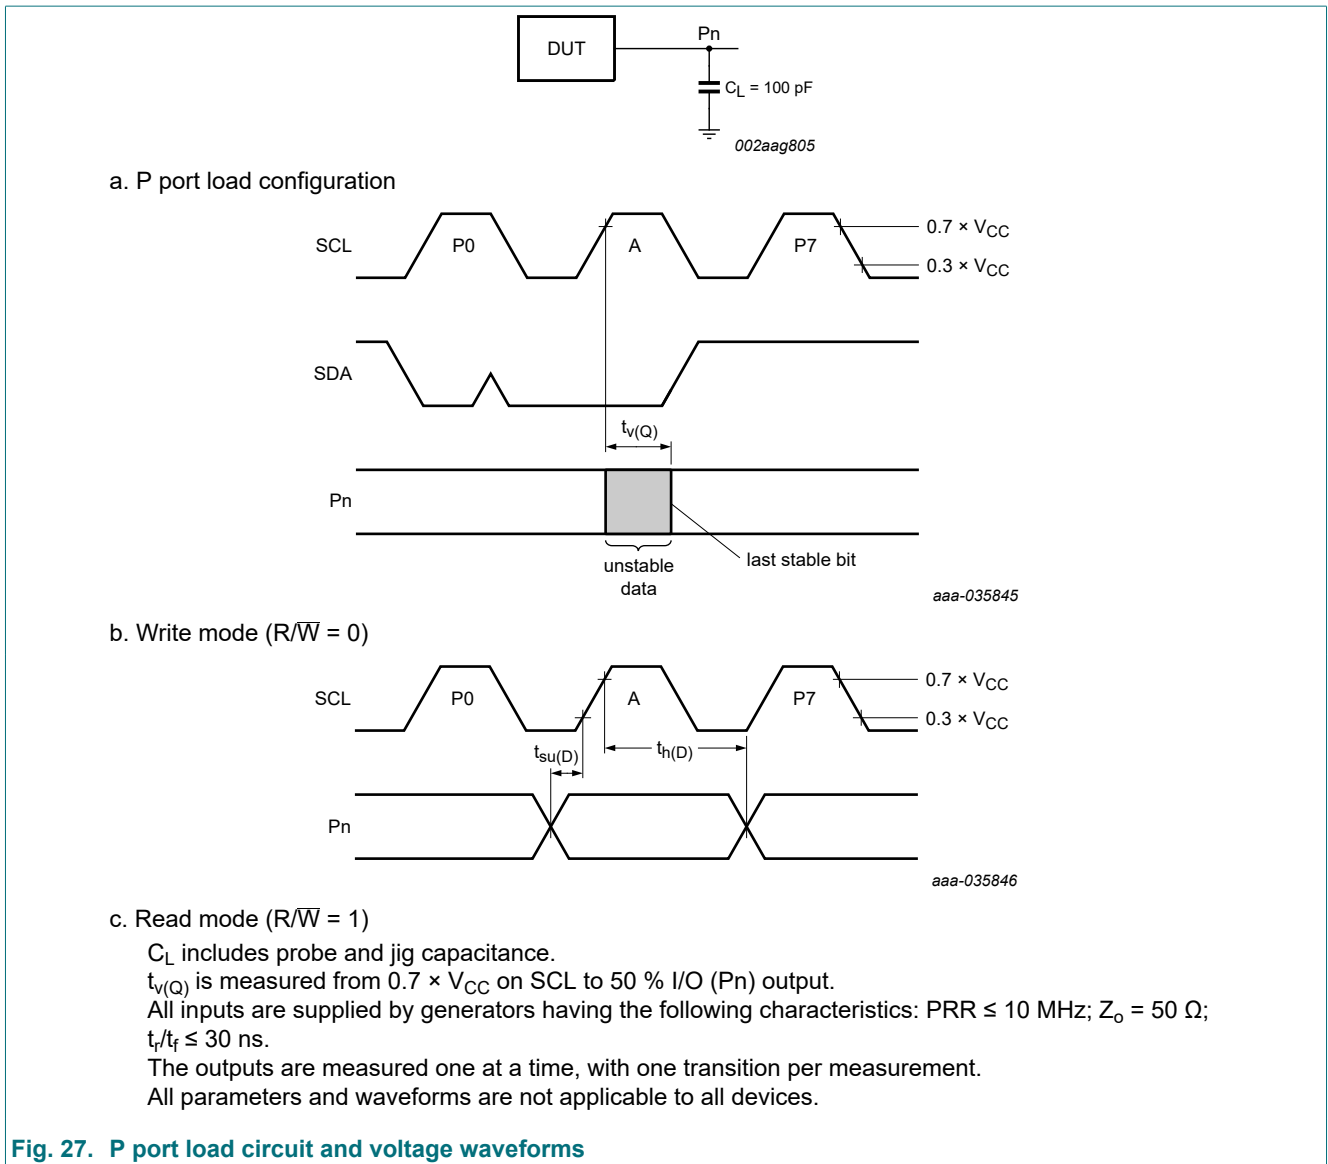 DUT
Pn
CL = 100 pF
002aag805
a. P port load configuration
SCL
P0
A
P7
0.7 × VCC
0.3 × VCC
SDA
tv(Q)
Pn
unstable
data
last stable bit
aaa-035845
b. Write mode (R/W̅ = 0)
SCL
P0
A
P7
0.7 × VCC
0.3 × VCC
tsu(D)
th(D)
Pn
aaa-035846
c. Read mode (R/W̅ = 1)
CL includes probe and jig capacitance.
tv(Q) is measured from 0.7 × VCC on SCL to 50 % I/O (Pn) output.
All inputs are supplied by generators having the following characteristics: PRR ≤ 10 MHz; Zo = 50 Ω;
tr/tf ≤ 30 ns.
The outputs are measured one at a time, with one transition per measurement.
All parameters and waveforms are not applicable to all devices.
Fig. 27. P port load circuit and voltage waveforms